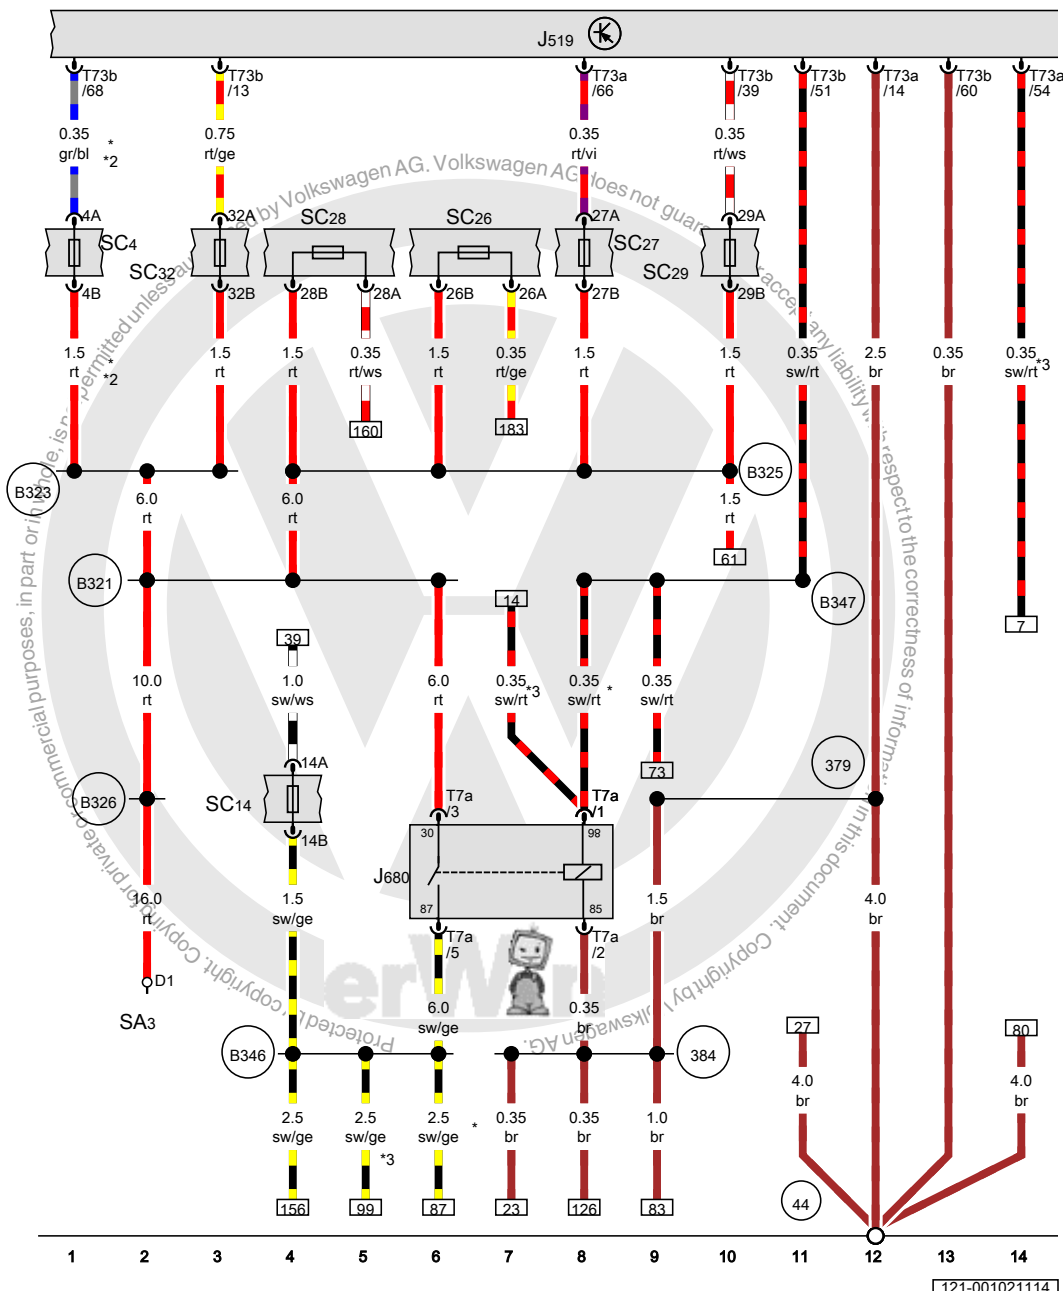 J519
T73b /68
T73b /13
T73a /66
T73b /39
T73b /51
T73a /14
T73b /60
T73a /54
0.35 gr/bl * *2
0.75 rt/ge
0.35 rt/vi
0.35 rt/ws
4A
32A
27A
29A
SC4
SC32
SC28
SC26
SC27
SC29
4B
32B
28B
28A
26B
26A
27B
29B
1.5 rt * *2
1.5 rt
1.5 rt
0.35 rt/ws
1.5 rt
0.35 rt/ge
1.5 rt
1.5 rt
0.35 sw/rt
2.5 br
0.35 br
0.35 sw/rt *3
160
183
B323
B325
6.0 rt
6.0 rt
1.5 rt
61
B321
B347
14
7
39
10.0 rt
1.0 sw/ws
6.0 rt
0.35 sw/rt *3
0.35 sw/rt *
0.35 sw/rt
73
379
B326
SC14
14A
14B
T7a /3
T7a /1
30
98
J680
87
85
T7a /5
T7a /2
16.0 rt
1.5 sw/ge
1.5 br
4.0 br
D1
SA3
6.0 sw/ge
0.35 br
B346
384
27
80
2.5 sw/ge
2.5 sw/ge *3
2.5 sw/ge *
0.35 br
0.35 br
1.0 br
4.0 br
4.0 br
156
99
87
23
126
83
44
1 2 3 4 5 6 7 8 9 10 11 12 13 14
121-001021114